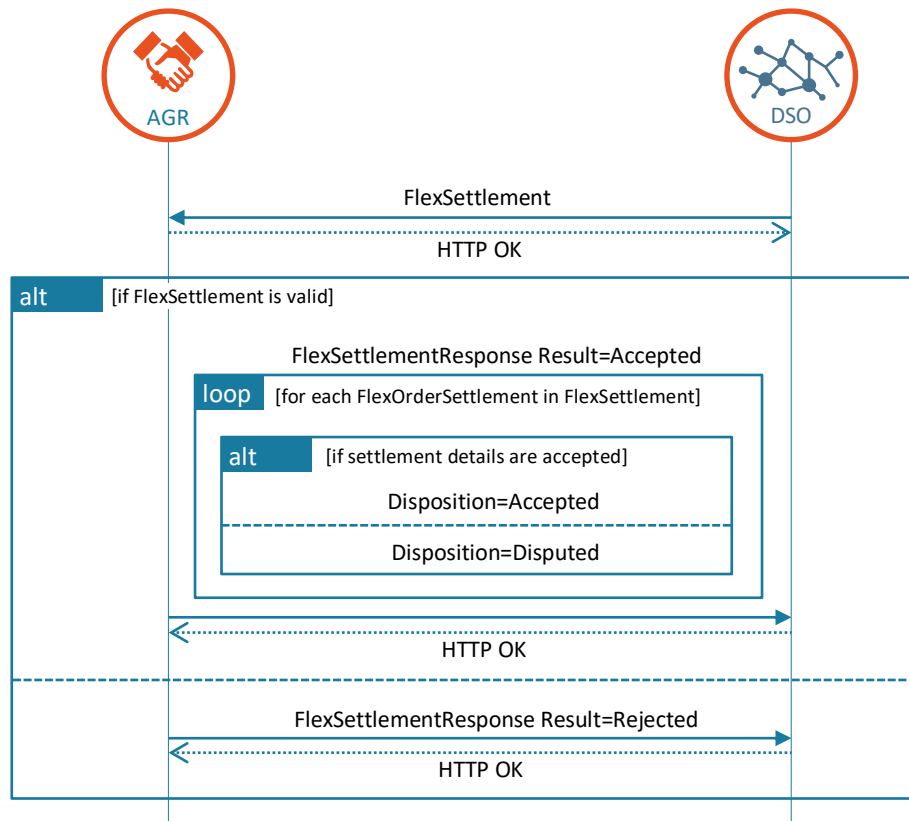 AGR
DSO
FlexSettlement
HTTP OK
alt [if FlexSettlement is valid]
FlexSettlementResponse Result=Accepted
loop [for each FlexOrderSettlement in FlexSettlement]
alt [if settlement details are accepted]
Disposition=Accepted
Disposition=Disputed
HTTP OK
FlexSettlementResponse Result=Rejected
HTTP OK